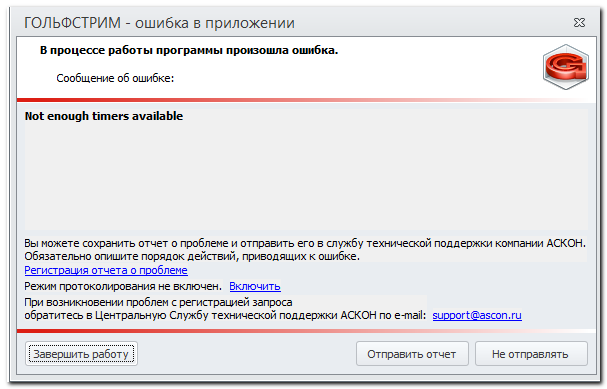 ГОЛЬФСТРИМ - ошибка в приложении
В процессе работы программы произошла ошибка.
Сообщение об ошибке:
Not enough timers available
Вы можете сохранить отчет о проблеме и отправить его в службу технической поддержки компании АСКОН.
Обязательно опишите порядок действий, приводящих к ошибке.
Регистрация отчета о проблеме
Режим протоколирования не включен. Включить
При возникновении проблем с регистрацией запроса
обратитесь в Центральную Службу технической поддержки АСКОН по e-mail: support@ascon.ru
Завершить работу Отправить отчет Не отправлять